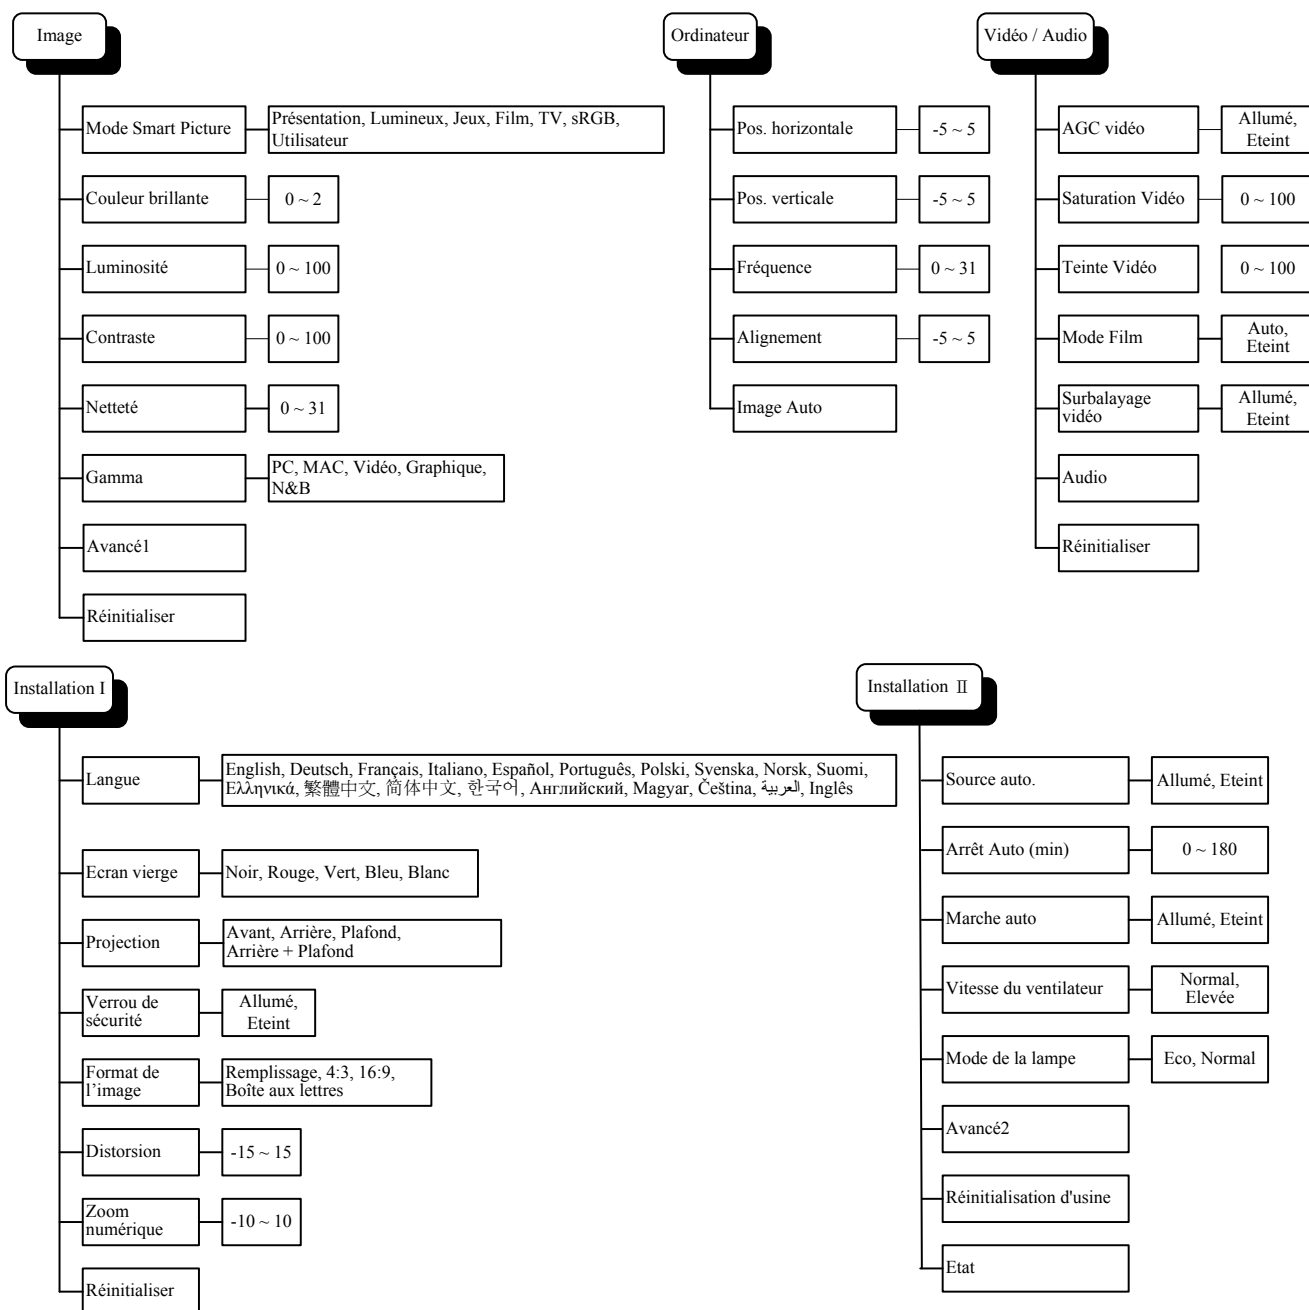 Image
Mode Smart Picture
Présentation, Lumineux, Jeux, Film, TV, sRGB,
Utilisateur
Couleur brillante
0 ~ 2
Luminosité
0 ~ 100
Contraste
0 ~ 100
Netteté
0 ~ 31
Gamma
PC, MAC, Vidéo, Graphique,
N&B
Avancé1
Réinitialiser
Ordinateur
Pos. horizontale
-5 ~ 5
Pos. verticale
-5 ~ 5
Fréquence
0 ~ 31
Alignement
-5 ~ 5
Image Auto
Vidéo / Audio
AGC vidéo
Allumé,
Eteint
Saturation Vidéo
0 ~ 100
Teinte Vidéo
0 ~ 100
Mode Film
Auto,
Eteint
Surbalayage
vidéo
Allumé,
Eteint
Audio
Réinitialiser
Installation I
Langue
English, Deutsch, Français, Italiano, Español, Português, Polski, Svenska, Norsk, Suomi,
Ελληνικά, 繁體中文, 简体中文, 한국어, Английский, Magyar, Čeština, العربية, Inglês
Ecran vierge
Noir, Rouge, Vert, Bleu, Blanc
Projection
Avant, Arrière, Plafond,
Arrière + Plafond
Verrou de
sécurité
Allumé,
Eteint
Format de
l’image
Remplissage, 4:3, 16:9,
Boîte aux lettres
Distorsion
-15 ~ 15
Zoom
numérique
-10 ~ 10
Réinitialiser
Installation Ⅱ
Source auto.
Allumé, Eteint
Arrêt Auto (min)
0 ~ 180
Marche auto
Allumé, Eteint
Vitesse du ventilateur
Normal,
Elevée
Mode de la lampe
Eco, Normal
Avancé2
Réinitialisation d'usine
Etat